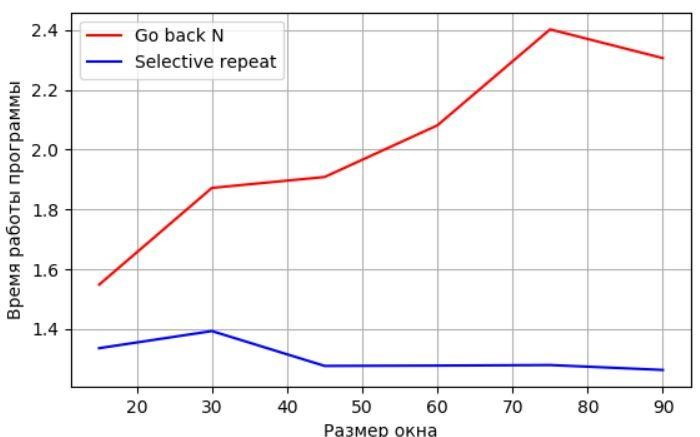 Go back N
Selective repeat
Время работы программы
2.4
2.2
2.0
1.8
1.6
1.4
20 30 40 50 60 70 80 90
Размер окна